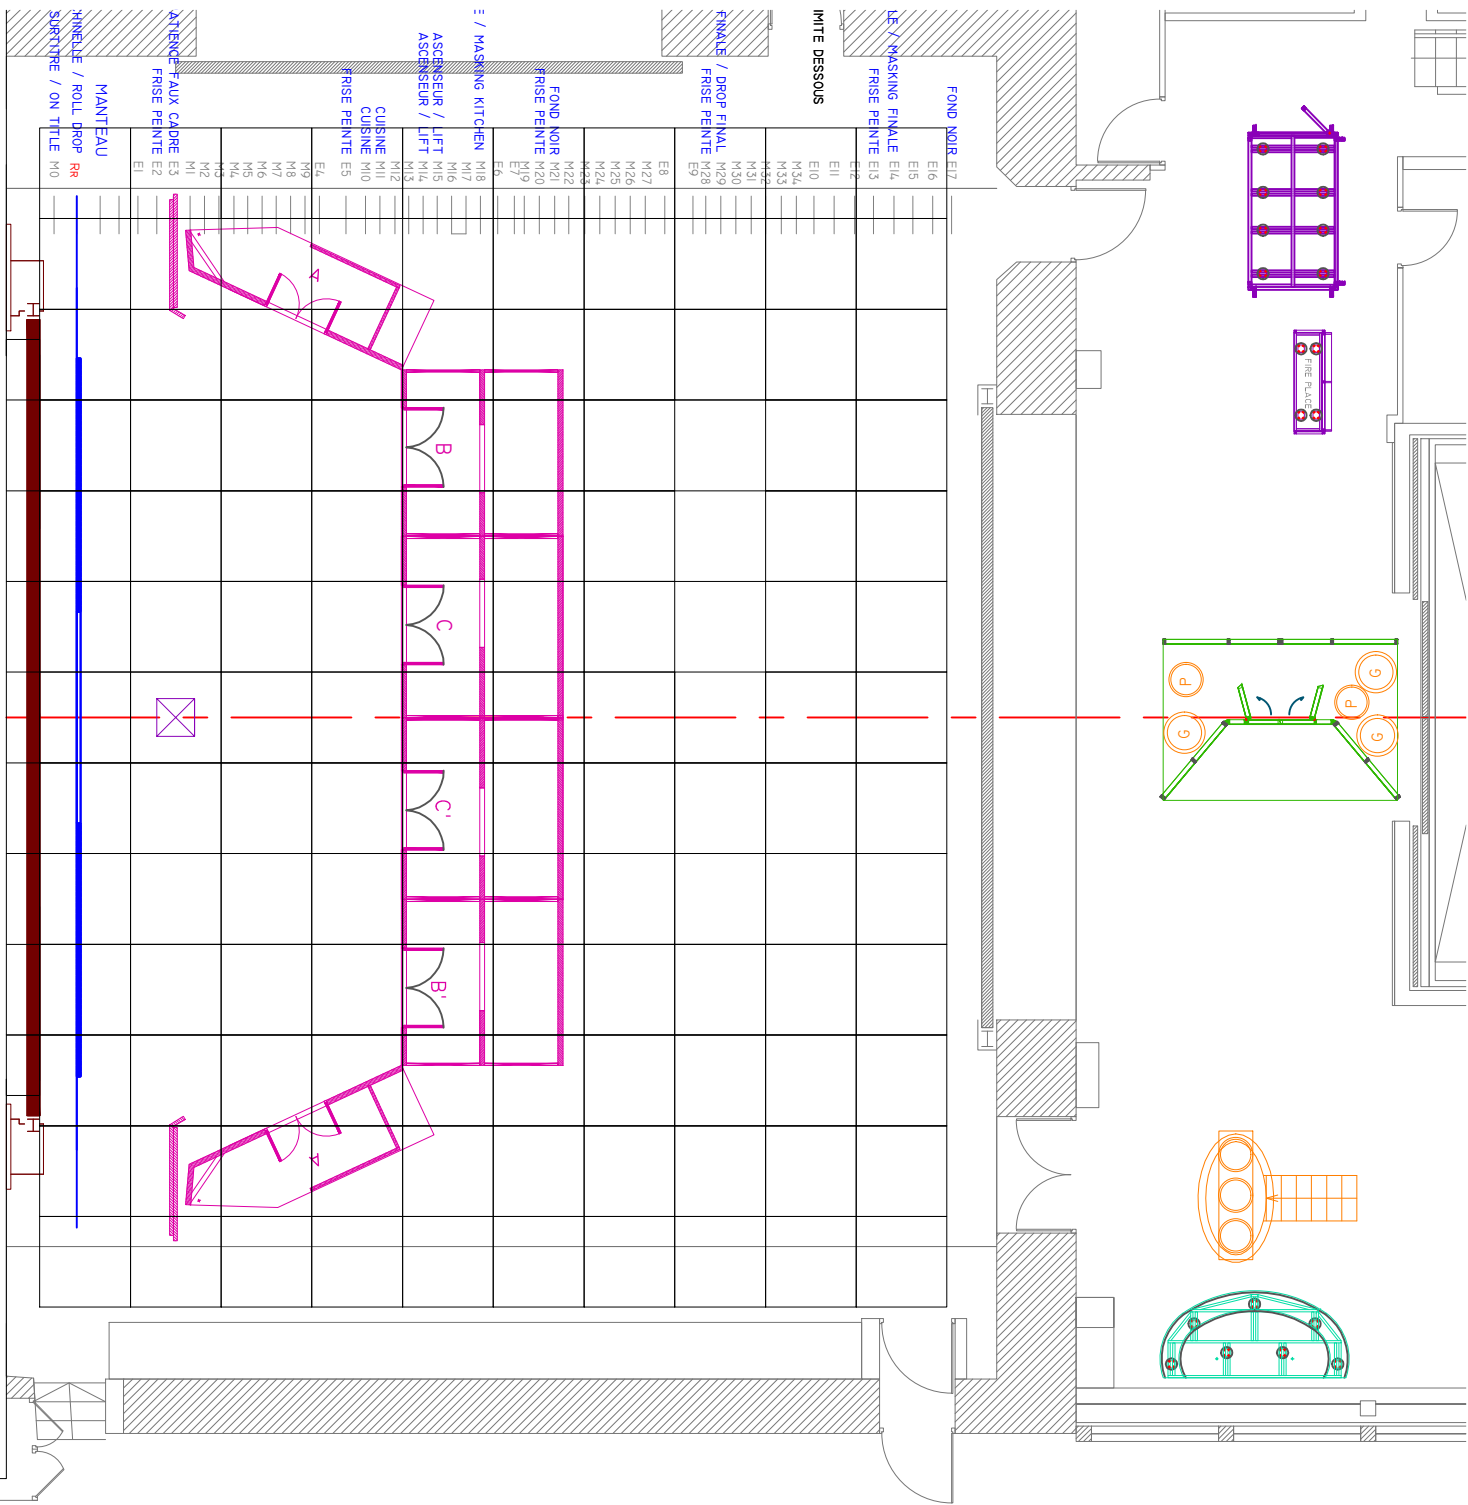 SURTITRE / ON TITLE
HINELLE / ROLL DROP
MANTEAU
FRISE PEINTE
ATIENCE FAUX CADRE
FRISE PEINTE
CUISINE
CUISINE
ASCENSEUR / LIFT
ASCENSEUR / LIFT
/ MASKING KITCHEN
FRISE PEINTE
FOND NOIR
FRISE PEINTE
FINALE / DROP FINAL
IMITE DESSOUS
FRISE PEINTE
LE / MASKING FINALE
FOND NOIR
M0
RR
E1
E2
E3
M1
M2
M3
M4
M5
M6
M7
M8
M9
E4
E5
M10
M11
M12
M13
M14
M15
M16
M17
M18
E6
E7
M19
M20
M21
M22
M23
M24
M25
M26
M27
E8
E9
M28
M29
M30
M31
M32
M33
M34
E10
E11
E12
E13
E14
E15
E16
E17
A
B
C
C'
B'
A
FIRE PLACE
P
G
P
G
G